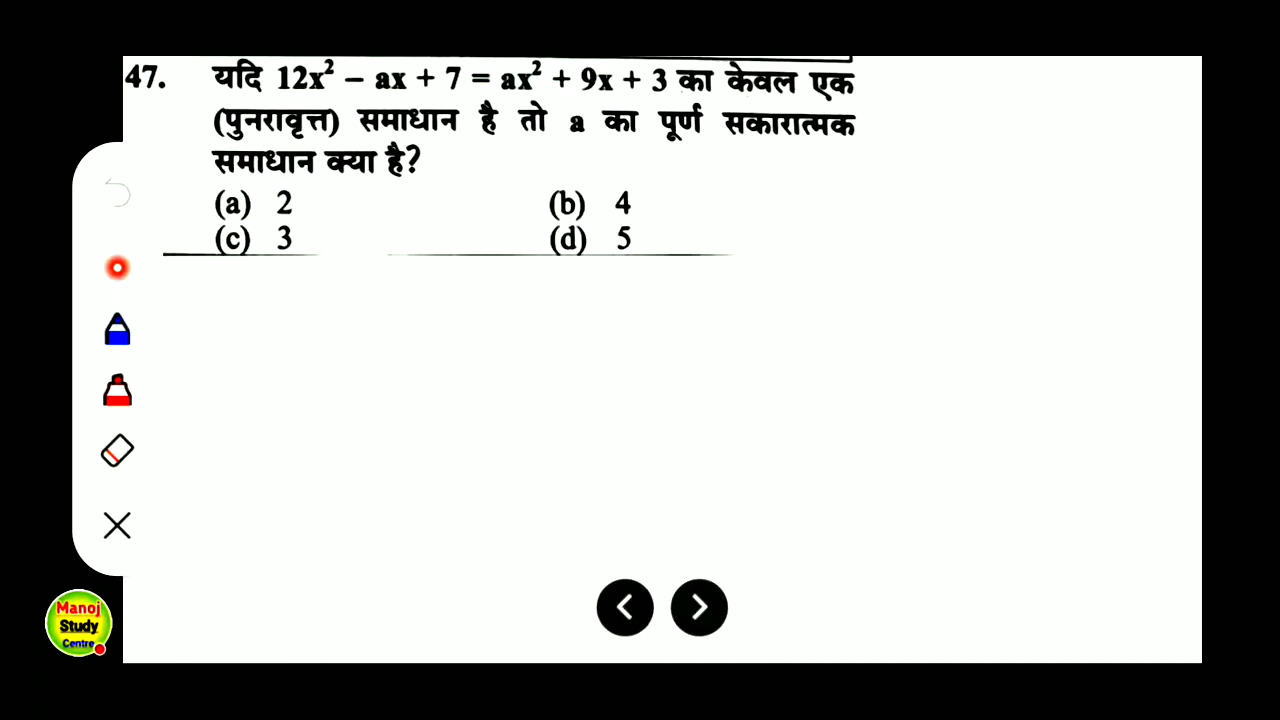 47. यदि 12x² − ax + 7 = ax² + 9x + 3 का केवल एक
(पुनरावृत्त) समाधान है तो a का पूर्ण सकारात्मक
समाधान क्या है?
(a) 2 (b) 4
(c) 3 (d) 5
Manoj
Study
Centre